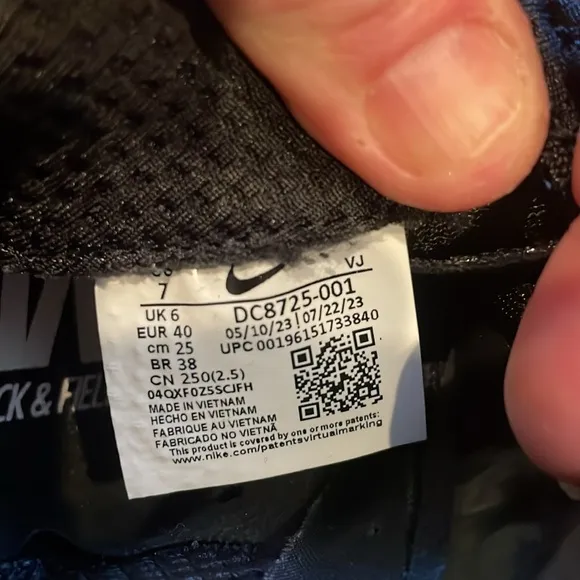 VJ
7
UK 6
EUR 40
cm 25
BR 38
CN 250(2.5)
DC8725-001
05/10/23 | 07/22/23
UPC 00196151733840
04QXF0Z5SCJFH
MADE IN VIETNAM
HECHO EN VIETNAM
FABRIQUE AU VIETNAM
FABRICADO NO VIETNÃ
This product is covered by one or more patents:
www.nike.com/patentsvirtualmarking
CK & FIEL